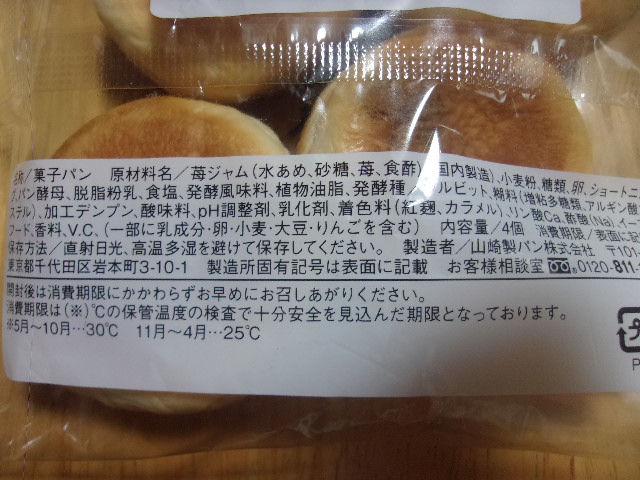 名称/菓子パン 原材料名/苺ジャム(水あめ、砂糖、苺、食酢)(国内製造)、小麦粉、糖類、卵、ショートニ
パン酵母、脱脂粉乳、食塩、発酵風味料、植物油脂、発酵種/ソルビット、糊料(増粘多糖類、アルギン酸
ステル)、加工デンプン、酸味料、pH調整剤、乳化剤、着色料(紅麹、カラメル)、リン酸Ca、酢酸(Na)、イー
フード、香料、V.C、(一部に乳成分・卵・小麦・大豆・りんごを含む) 内容量/4個 消費期限/表面に記
保存方法/直射日光、高温多湿を避けて保存してください。 製造者/山崎製パン株式会社 〒101-
東京都千代田区岩本町3-10-1 製造所固有記号は表面に記載 お客様相談室 0120-811-
開封後は消費期限にかかわらずお早めにお召しあがりください。
消費期限は(※)℃の保管温度の検査で十分安全を見込んだ期限となっております。
※5月〜10月…30℃ 11月〜4月…25℃
P